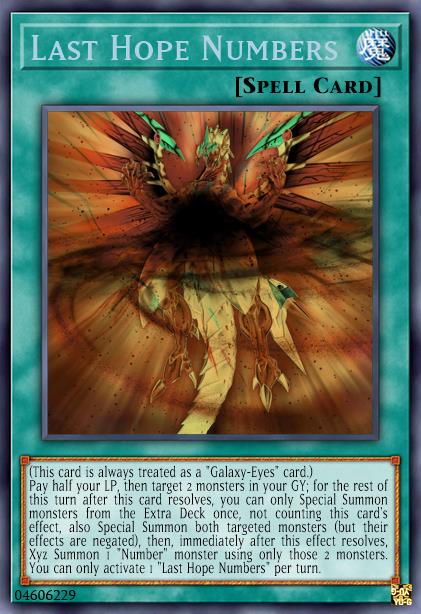 Last Hope Numbers
魔
[Spell Card]
(This card is always treated as a "Galaxy-Eyes" card.)
Pay half your LP, then target 2 monsters in your GY; for the rest of
this turn after this card resolves, you can only Special Summon
monsters from the Extra Deck once, not counting this card's
effect, also Special Summon both targeted monsters (but their
effects are negated), then, immediately after this effect resolves,
Xyz Summon 1 "Number" monster using only those 2 monsters.
You can only activate 1 "Last Hope Numbers" per turn.
04606229